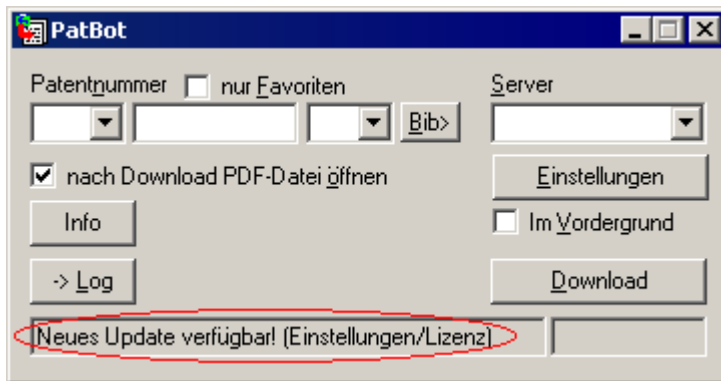 PatBot
Patentnummer nur Favoriten Server
Bib>
nach Download PDF-Datei öffnen Einstellungen
Info Im Vordergrund
-> Log Download
Neues Update verfügbar! (Einstellungen/Lizenz)